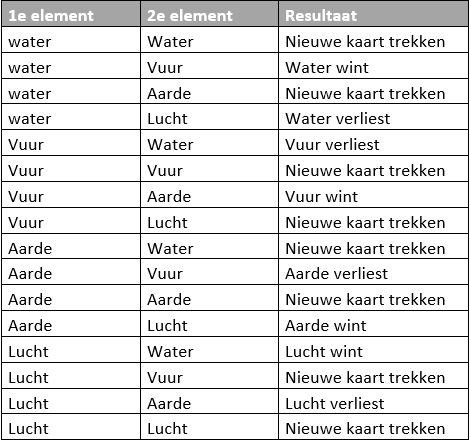 1e element 2e element Resultaat
water Water Nieuwe kaart trekken
water Vuur Water wint
water Aarde Nieuwe kaart trekken
water Lucht Water verliest
Vuur Water Vuur verliest
Vuur Vuur Nieuwe kaart trekken
Vuur Aarde Vuur wint
Vuur Lucht Nieuwe kaart trekken
Aarde Water Nieuwe kaart trekken
Aarde Vuur Aarde verliest
Aarde Aarde Nieuwe kaart trekken
Aarde Lucht Aarde wint
Lucht Water Lucht wint
Lucht Vuur Nieuwe kaart trekken
Lucht Aarde Lucht verliest
Lucht Lucht Nieuwe kaart trekken